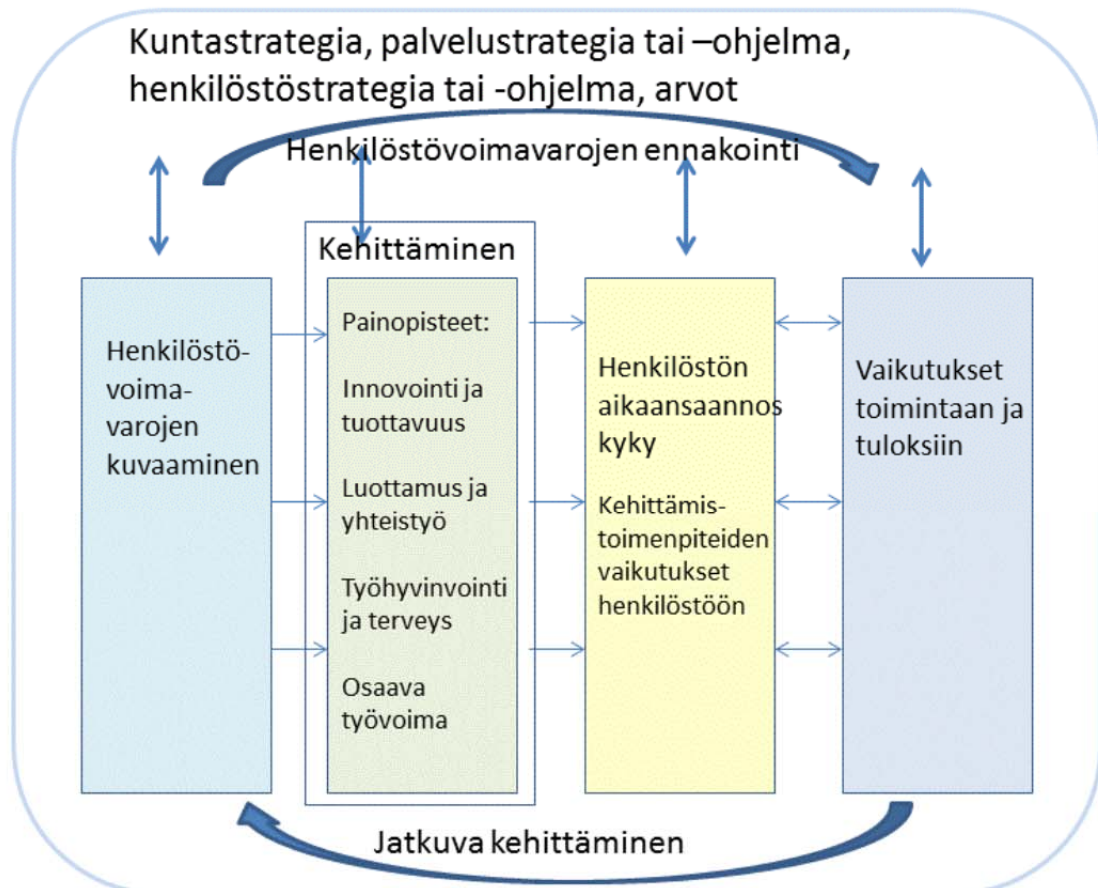 Kuntastrategia, palvelustrategia tai –ohjelma,
henkilöstöstrategia tai -ohjelma, arvot
Henkilöstövoimavarojen ennakointi
Kehittäminen
Henkilöstö-
voima-
varojen
kuvaaminen
Painopisteet:
Innovointi ja
tuottavuus
Luottamus ja
yhteistyö
Työhyvinvointi
ja terveys
Osaava
työvoima
Henkilöstön
aikaansaannos
kyky
Kehittämis-
toimenpiteiden
vaikutukset
henkilöstöön
Vaikutukset
toimintaan ja
tuloksiin
Jatkuva kehittäminen